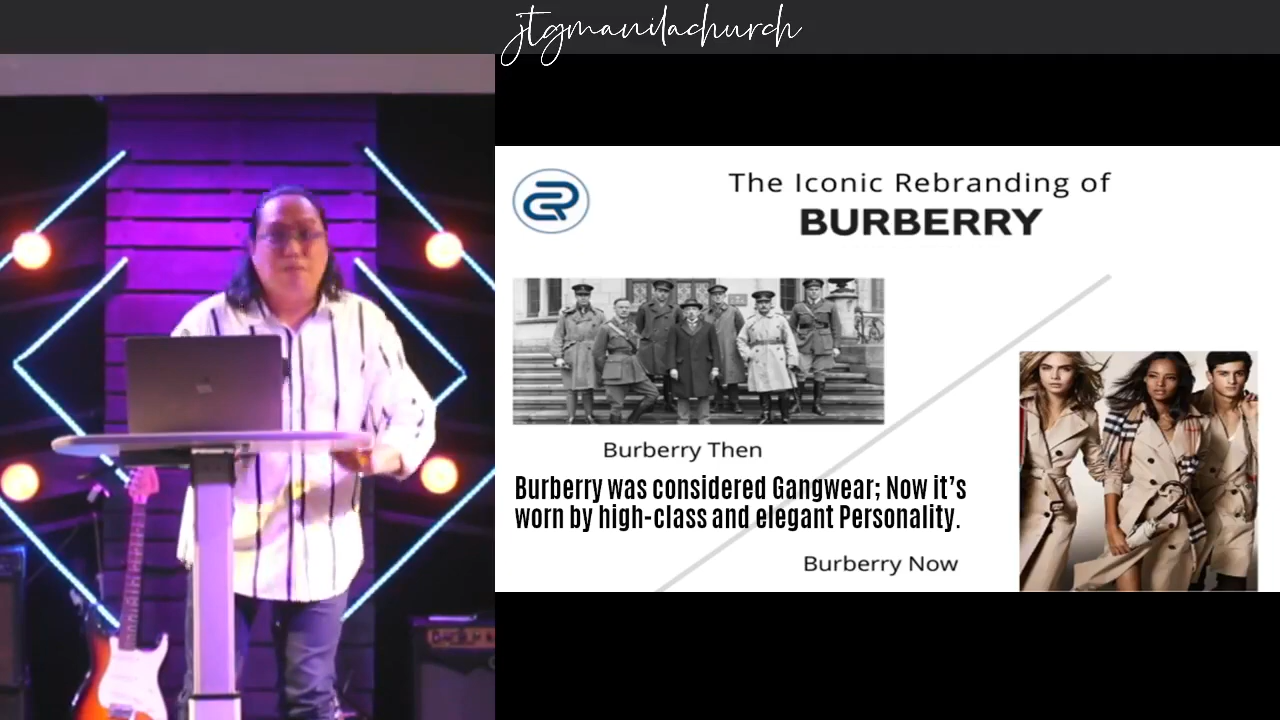 jtgmanilachurch
The Iconic Rebranding of
BURBERRY
Burberry Then
Burberry was considered Gangwear; Now it's
worn by high-class and elegant Personality.
Burberry Now